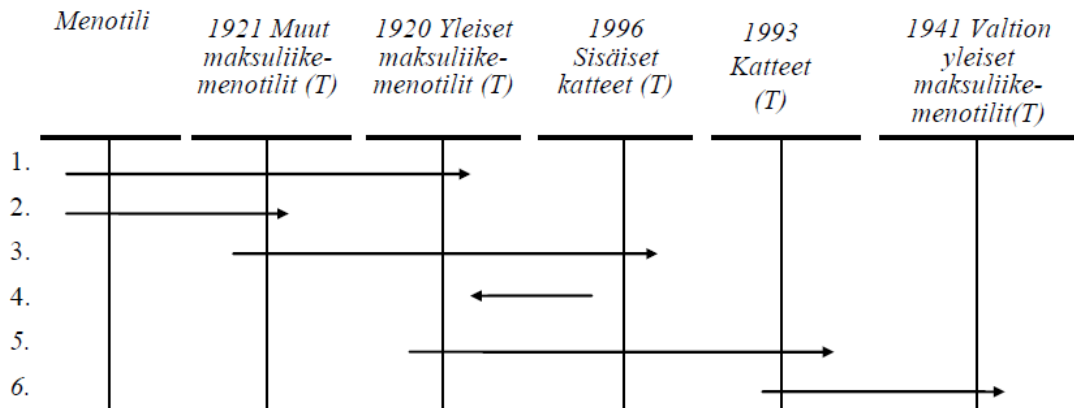 Menotili
1921 Muut
maksuliike-
menotilit (T)
1920 Yleiset
maksuliike-
menotilit (T)
1996
Sisäiset
katteet (T)
1993
Katteet
(T)
1941 Valtion
yleiset
maksuliike-
menotilit(T)
1.
2.
3.
4.
5.
6.